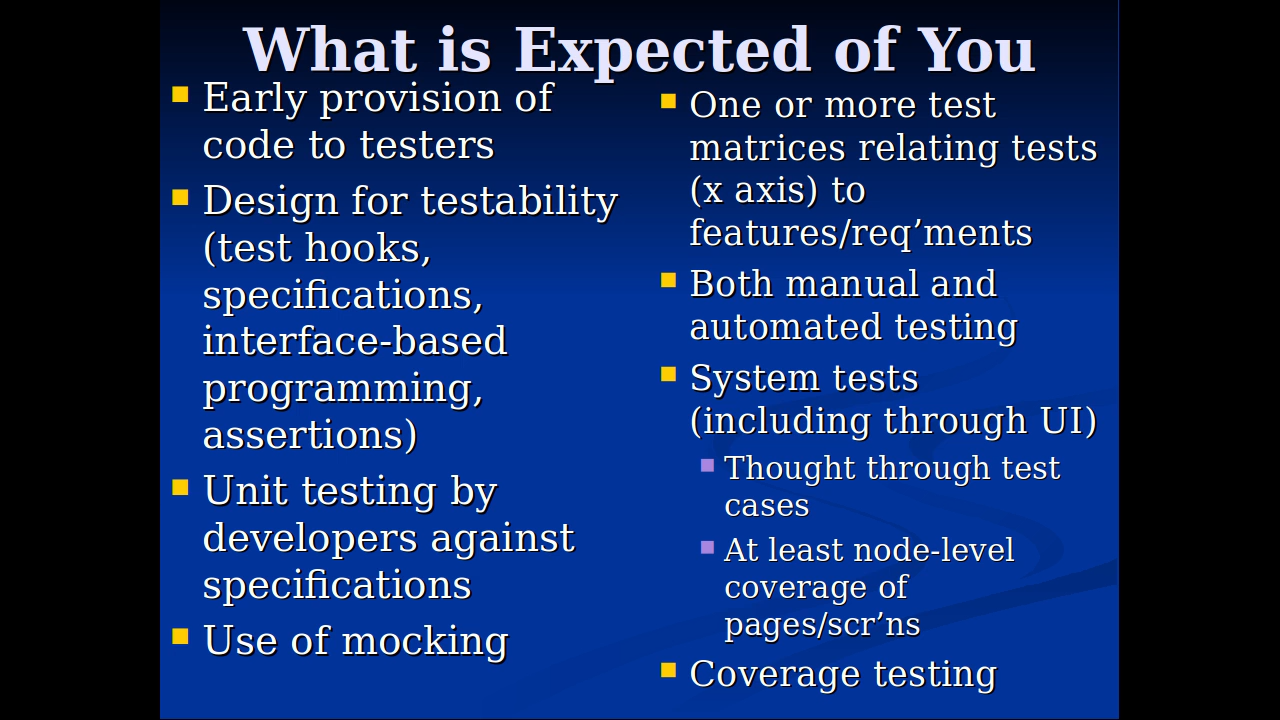 What is Expected of You
Early provision of
code to testers
Design for testability
(test hooks,
specifications,
interface-based
programming,
assertions)
Unit testing by
developers against
specifications
Use of mocking
One or more test
matrices relating tests
(x axis) to
features/req’ments
Both manual and
automated testing
System tests
(including through UI)
Thought through test
cases
At least node-level
coverage of
pages/scr’ns
Coverage testing